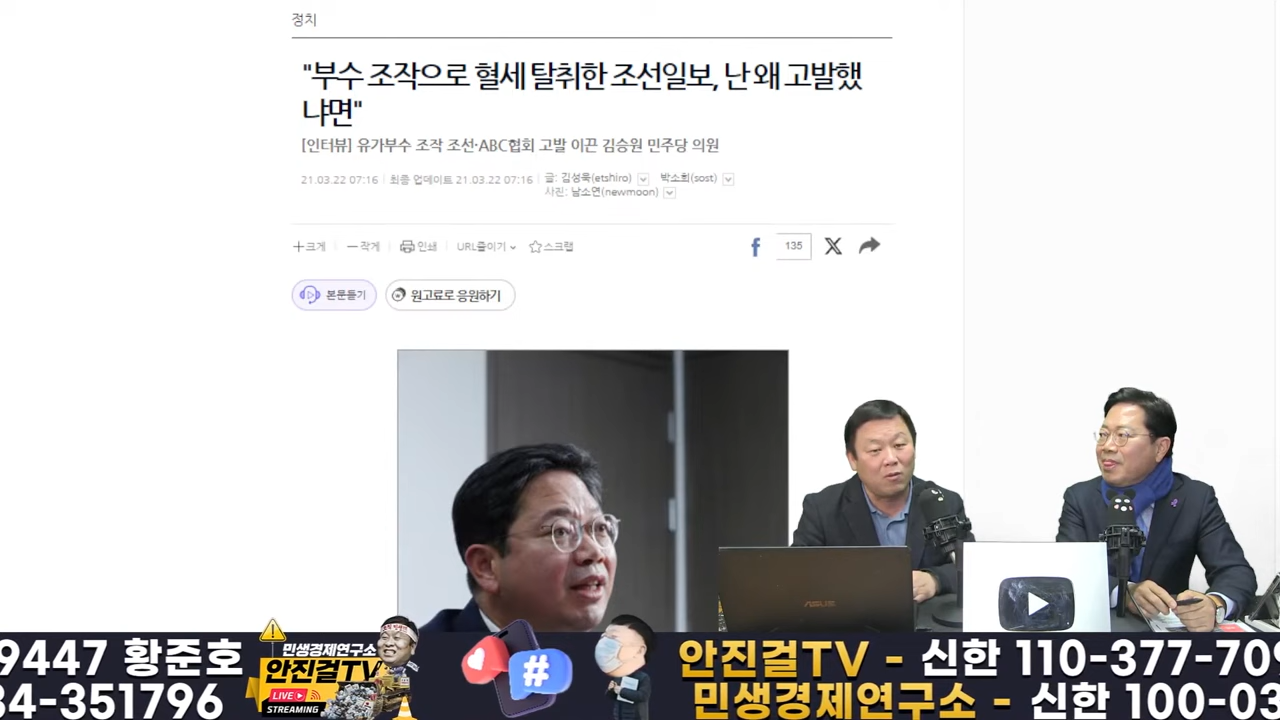 정치
"부수 조작으로 혈세 탈취한 조선일보, 난 왜 고발했
냐면"
[인터뷰] 유가부수 조작 조선·ABC협회 고발 이끈 김승원 민주당 의원
21.03.22 07:16 최종 업데이트 21.03.22 07:16 글: 김성욱(etshiro) 박소희(sost)
사진: 남소연(newmoon)
크게 작게 인쇄 URL줄이기 스크랩 135
본문듣기 원고료로 응원하기
ASUS
9447 황준호
34-351796
민생경제연구소
안진걸TV
LIVE
STREAMING
#
안진걸TV - 신한 110-377-709
민생경제연구소 - 신한 100-03